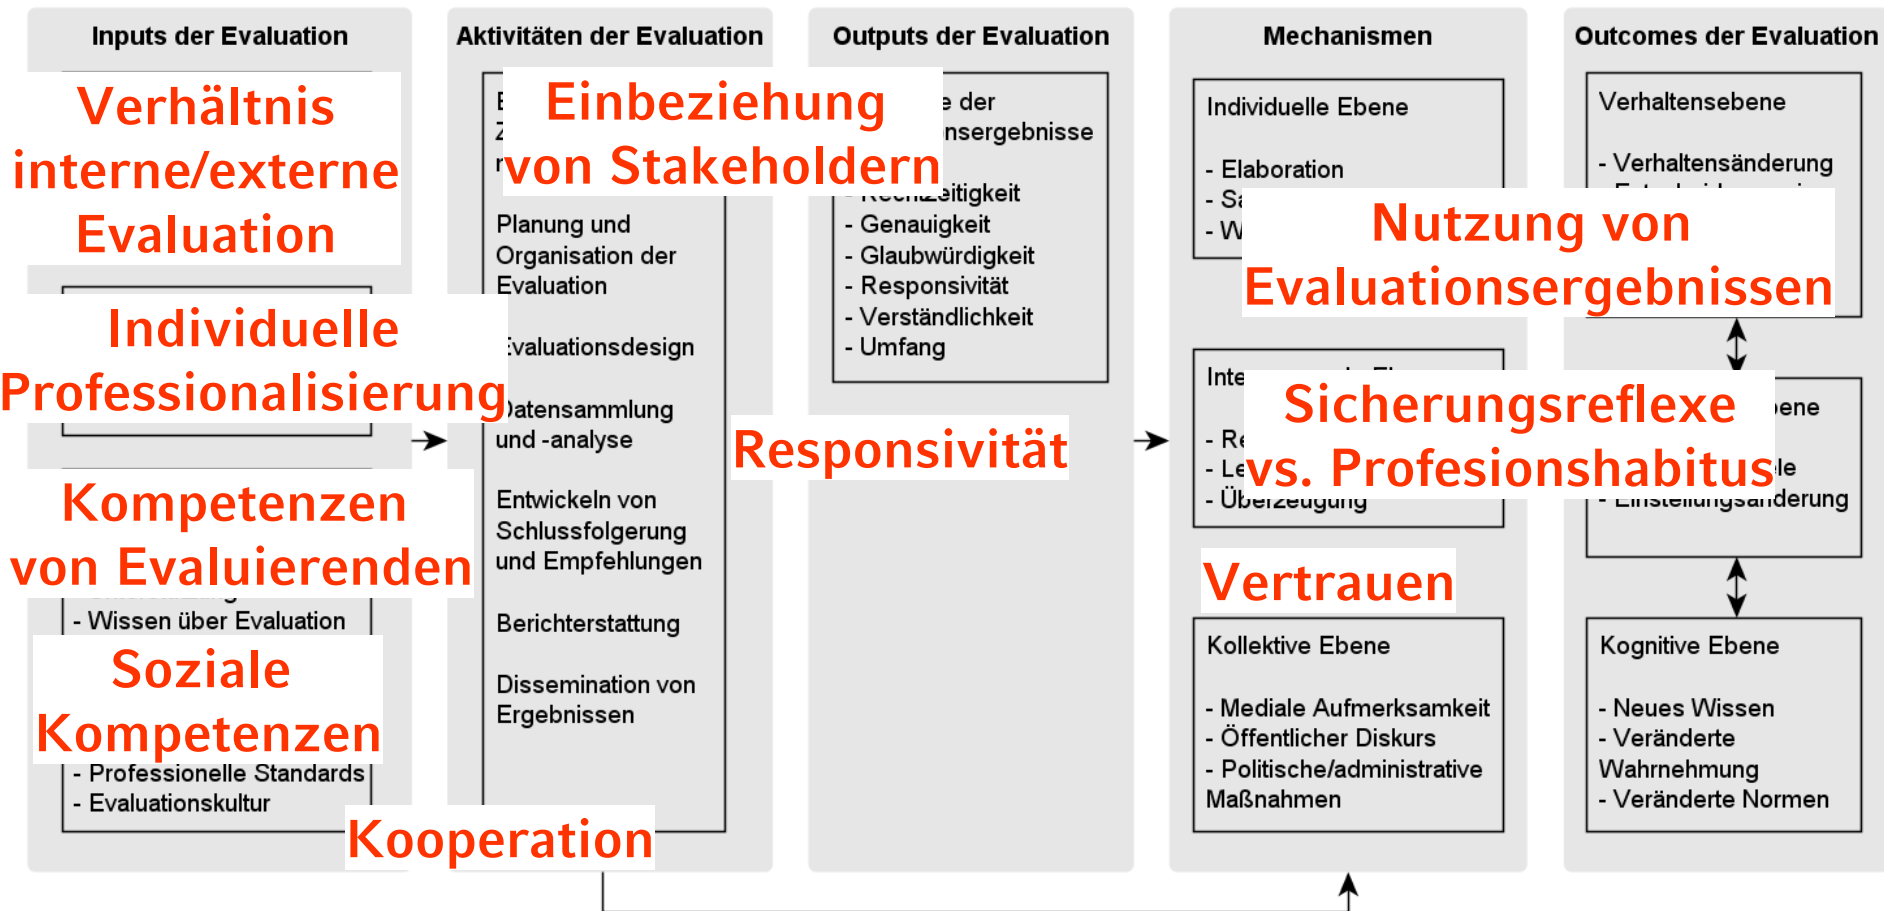 Inputs der Evaluation
Verhältnis
interne/externe
Evaluation
Individuelle
Professionalisierung
Kompetenzen
von Evaluierenden
- Wissen über Evaluation
Soziale
Kompetenzen
- Professionelle Standards
- Evaluationskultur
Kooperation
Aktivitäten der Evaluation
Einbeziehung
von Stakeholdern
Planung und
Organisation der
Evaluation
Evaluationsdesign
Datensammlung
und -analyse
Entwickeln von
Schlussfolgerung
und Empfehlungen
Berichterstattung
Dissemination von
Ergebnissen
Outputs der Evaluation
der
- Rechtzeitigkeit
- Genauigkeit
- Glaubwürdigkeit
- Responsivität
- Verständlichkeit
- Umfang
Responsivität
Mechanismen
Individuelle Ebene
- Elaboration
Nutzung von
Evaluationsergebnissen
Sicherungsreflexe
vs. Profesionshabitus
- Überzeugung
Vertrauen
Kollektive Ebene
- Mediale Aufmerksamkeit
- Öffentlicher Diskurs
- Politische/administrative
Maßnahmen
Outcomes der Evaluation
Verhaltensebene
- Verhaltensänderung
- Einstellungsänderung
Kognitive Ebene
- Neues Wissen
- Veränderte
Wahrnehmung
- Veränderte Normen